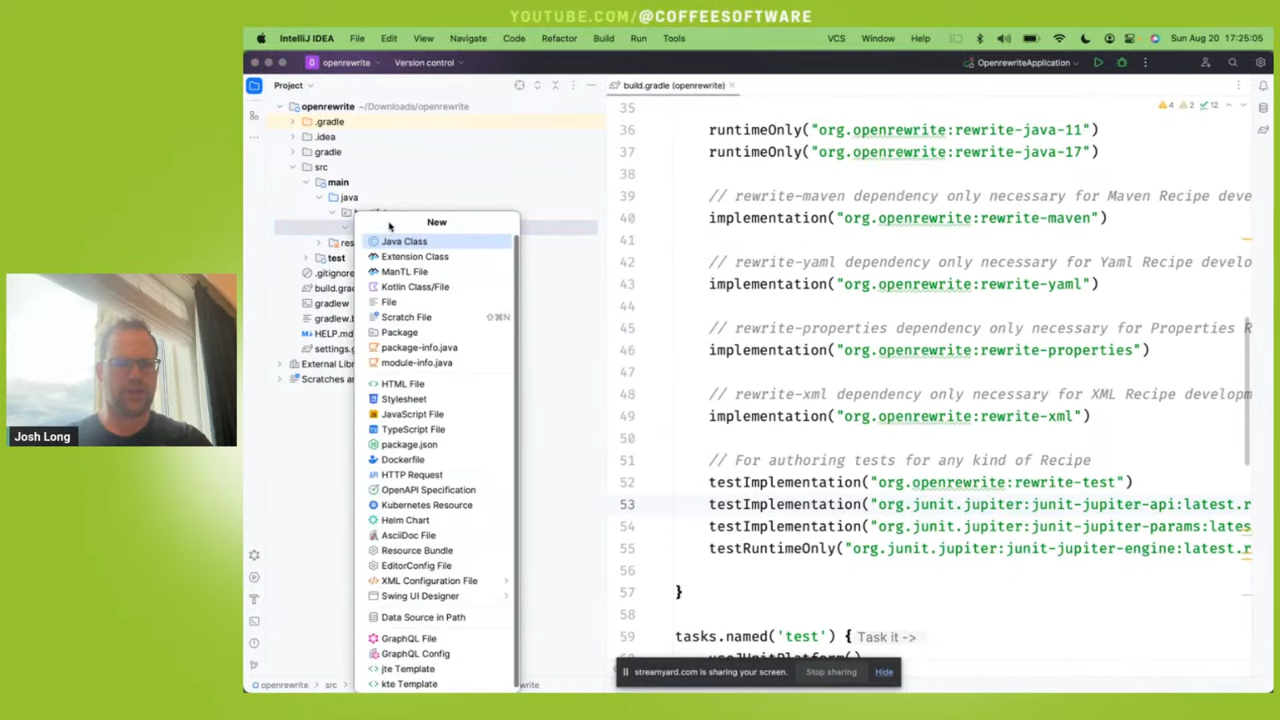 YOUTUBE.COM/@COFFEESOFTWARE
IntelliJ IDEA File Edit View Navigate Code Refactor Build Run Tools VCS Window Help Sun Aug 20 17:25:05
openrewrite Version control OpenrewriteApplication
Project
build.gradle (openrewrite)
openrewrite ~/Downloads/openrewrite
.gradle
.idea
gradle
src
main
java
res
test
.gitignore
build.gra
gradlew
gradlew.b
HELP.md
settings.g
External Lib
Scratches a
New
Java Class
Extension Class
ManTL File
Kotlin Class/File
File
Scratch File ⇧⌘N
Package
package-info.java
module-info.java
HTML File
Stylesheet
JavaScript File
TypeScript File
package.json
Dockerfile
HTTP Request
OpenAPI Specification
Kubernetes Resource
Helm Chart
AsciiDoc File
Resource Bundle
EditorConfig File
XML Configuration File
Swing UI Designer
Data Source in Path
GraphQL File
GraphQL Config
jte Template
kte Template
4 2 12
35
36 runtimeOnly("org.openrewrite:rewrite-java-11")
37 runtimeOnly("org.openrewrite:rewrite-java-17")
38
39 // rewrite-maven dependency only necessary for Maven Recipe deve
40 implementation("org.openrewrite:rewrite-maven")
41
42 // rewrite-yaml dependency only necessary for Yaml Recipe develo
43 implementation("org.openrewrite:rewrite-yaml")
44
45 // rewrite-properties dependency only necessary for Properties R
46 implementation("org.openrewrite:rewrite-properties")
47
48 // rewrite-xml dependency only necessary for XML Recipe developm
49 implementation("org.openrewrite:rewrite-xml")
50
51 // For authoring tests for any kind of Recipe
52 testImplementation("org.openrewrite:rewrite-test")
53 testImplementation("org.junit.jupiter:junit-jupiter-api:latest.r
54 testImplementation("org.junit.jupiter:junit-jupiter-params:lates
55 testRuntimeOnly("org.junit.jupiter:junit-jupiter-engine:latest.r
56
57 }
58
59 tasks.named('test') { Task it ->
streamyard.com is sharing your screen. Stop sharing Hide
openrewrite › src
write
Josh Long